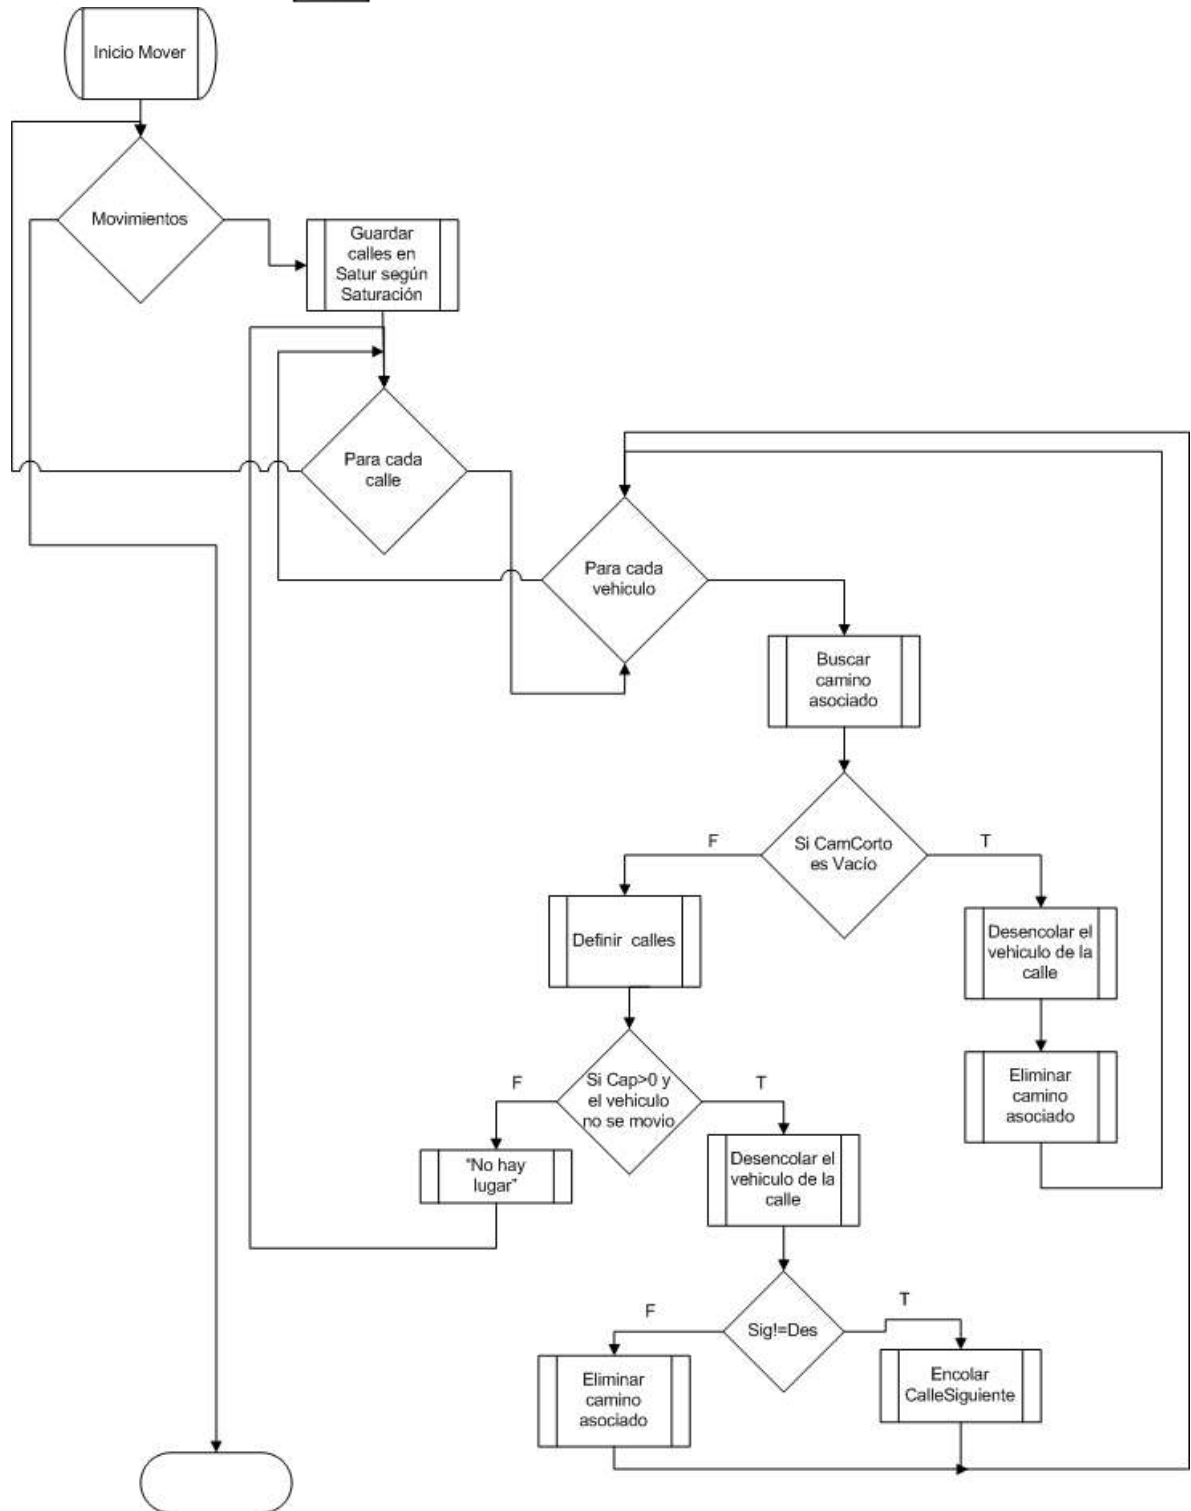 Inicio Mover
Movimientos
Guardar
calles en
Satur según
Saturación
Para cada
calle
Para cada
vehiculo
Buscar
camino
asociado
Si CamCorto
es Vacío
F
T
Definir calles
Desencolar el
vehiculo de la
calle
Eliminar
camino
asociado
Si Cap>0 y
el vehiculo
no se movio
F
T
"No hay
lugar"
Desencolar el
vehiculo de la
calle
Sig!=Des
F
T
Eliminar
camino
asociado
Encolar
CalleSiguiente